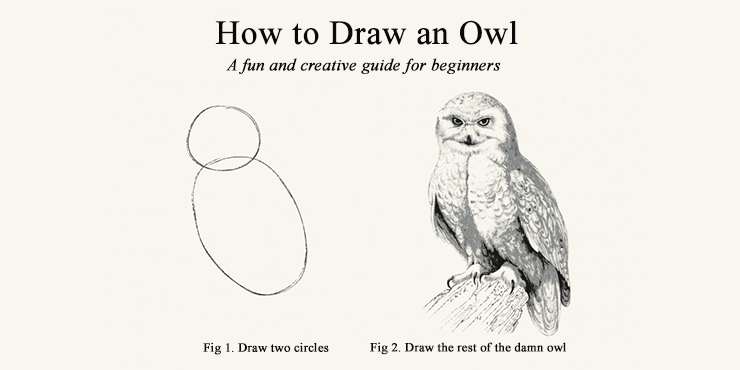 How to Draw an Owl
A fun and creative guide for beginners
Fig 1. Draw two circles
Fig 2. Draw the rest of the damn owl